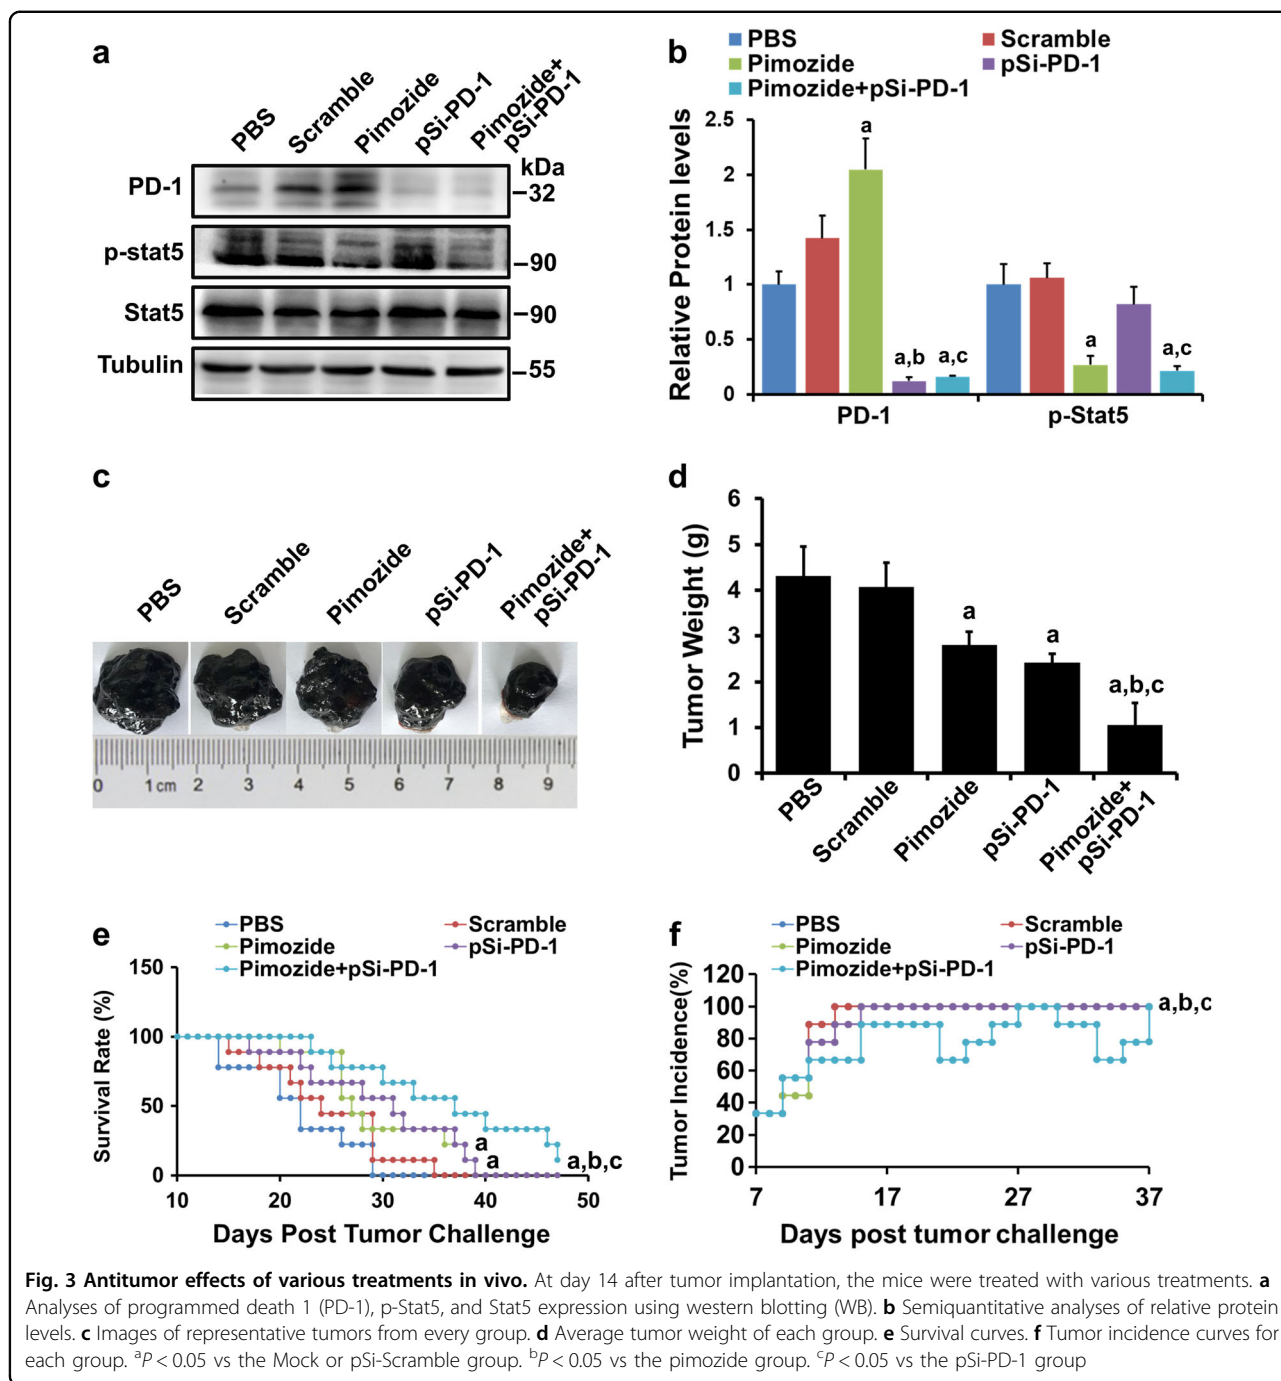 a
PBS
Scramble
Pimozide
pSi-PD-1
Pimozide+
pSi-PD-1
kDa
PD-1
32
p-stat5
90
Stat5
90
Tubulin
55
b
PBS
Scramble
Pimozide
pSi-PD-1
Pimozide+pSi-PD-1
Relative Protein levels
2.5
2
1.5
1
0.5
0
a
a,b
a,c
a
a,c
PD-1
p-Stat5
c
PBS
Scramble
Pimozide
pSi-PD-1
Pimozide+
pSi-PD-1
0 1 cm 2 3 4 5 6 7 8 9
d
Tumor Weight (g)
6
5
4
3
2
1
0
a
a
a,b,c
PBS
Scramble
Pimozide
pSi-PD-1
Pimozide+
pSi-PD-1
e
PBS
Scramble
Pimozide
pSi-PD-1
Pimozide+pSi-PD-1
Survival Rate (%)
150
100
50
0
a
a
a,b,c
10 20 30 40 50
Days Post Tumor Challenge
f
PBS
Scramble
Pimozide
pSi-PD-1
Pimozide+pSi-PD-1
Tumor Incidence(%)
120
100
80
60
40
20
0
a,b,c
7 17 27 37
Days post tumor challenge
Fig. 3 Antitumor effects of various treatments in vivo. At day 14 after tumor implantation, the mice were treated with various treatments. a
Analyses of programmed death 1 (PD-1), p-Stat5, and Stat5 expression using western blotting (WB). b Semiquantitative analyses of relative protein
levels. c Images of representative tumors from every group. d Average tumor weight of each group. e Survival curves. f Tumor incidence curves for
each group. aP < 0.05 vs the Mock or pSi-Scramble group. bP < 0.05 vs the pimozide group. cP < 0.05 vs the pSi-PD-1 group